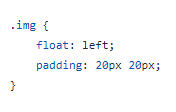 .img {
    float: left;
    padding: 20px 20px;
}